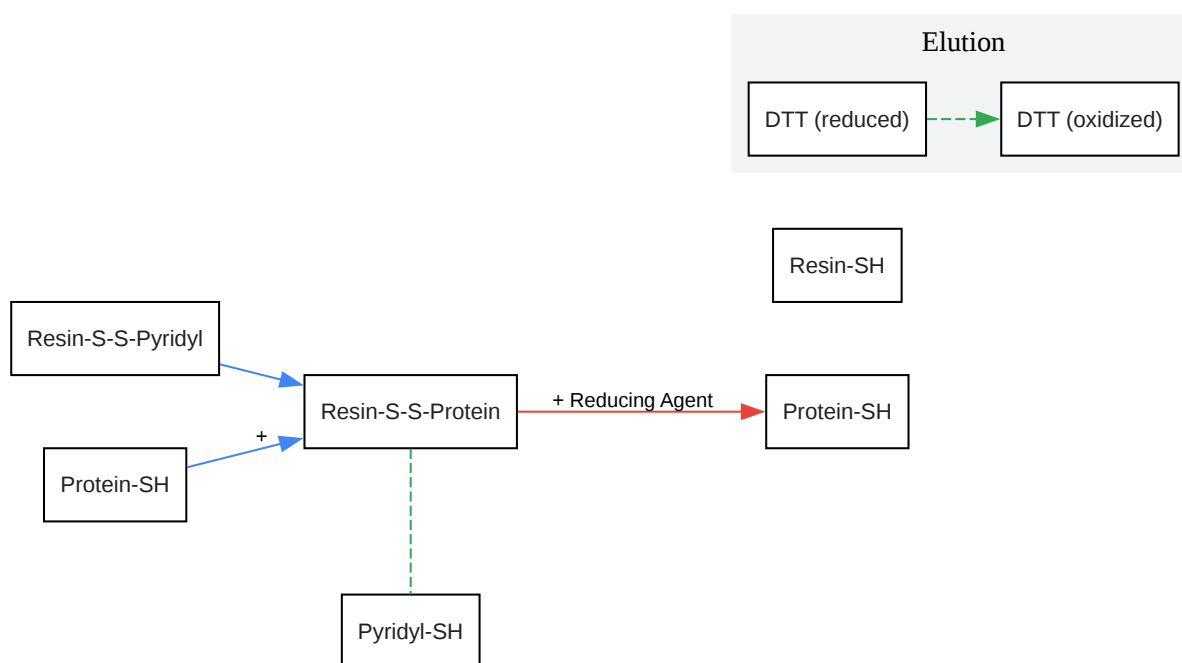 Elution
DTT (reduced)
DTT (oxidized)
Resin-SH
Resin-S-S-Pyridyl
Resin-S-S-Protein
+ Reducing Agent
Protein-SH
+
Protein-SH
Pyridyl-SH